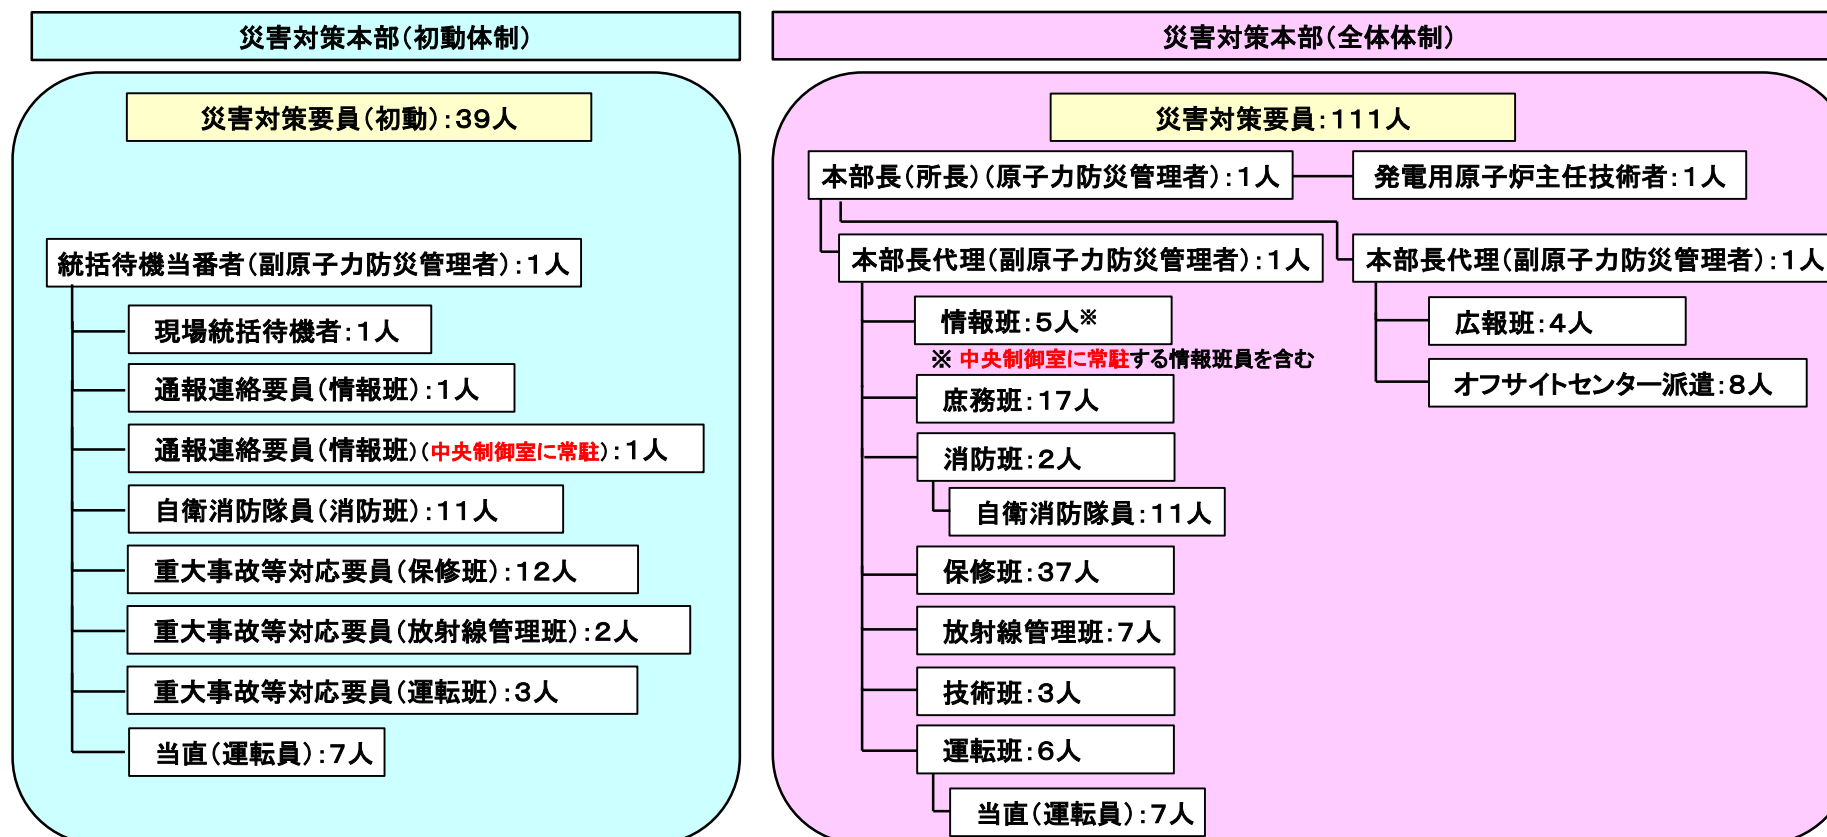 災害対策本部(初動体制)
災害対策要員(初動):39人
統括待機当番者(副原子力防災管理者):1人
現場統括待機者:1人
通報連絡要員(情報班):1人
通報連絡要員(情報班)(中央制御室に常駐):1人
自衛消防隊員(消防班):11人
重大事故等対応要員(保修班):12人
重大事故等対応要員(放射線管理班):2人
重大事故等対応要員(運転班):3人
当直(運転員):7人
災害対策本部(全体体制)
災害対策要員:111人
本部長(所長)(原子力防災管理者):1人
発電用原子炉主任技術者:1人
本部長代理(副原子力防災管理者):1人
本部長代理(副原子力防災管理者):1人
情報班:5人※
※ 中央制御室に常駐する情報班員を含む
庶務班:17人
消防班:2人
自衛消防隊員:11人
保修班:37人
放射線管理班:7人
技術班:3人
運転班:6人
当直(運転員):7人
広報班:4人
オフサイトセンター派遣:8人